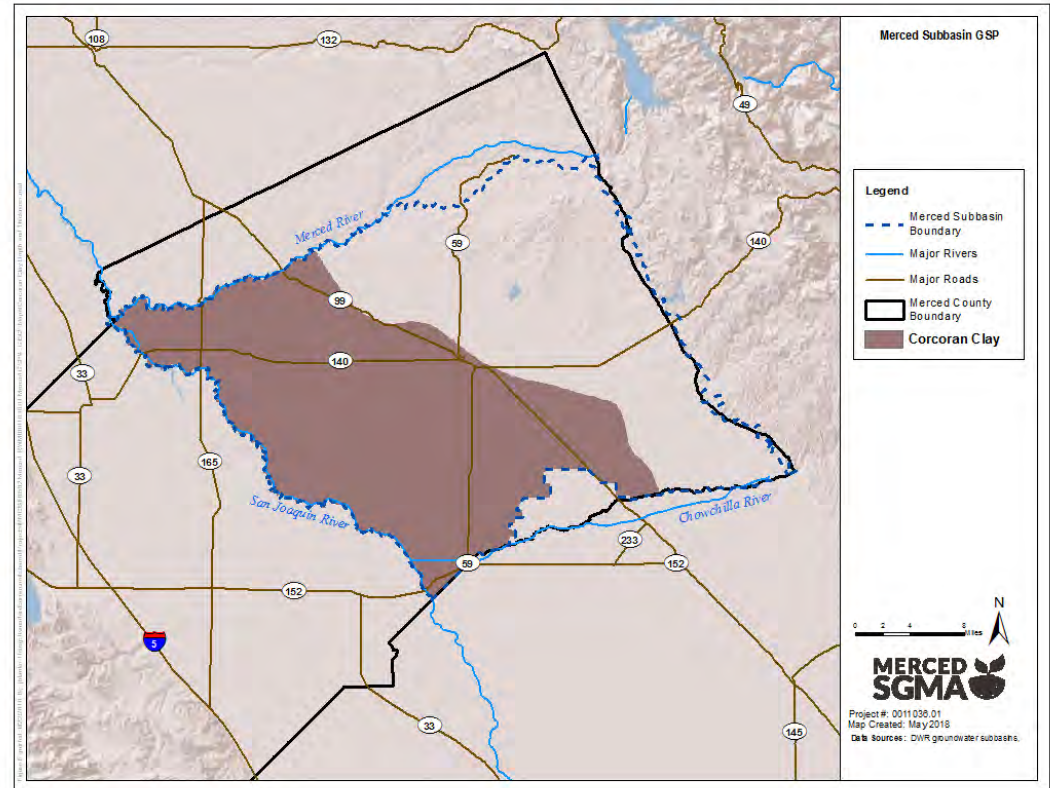 Merced Subbasin GSP
108
132
49
Merced River
59
140
99
140
33
165
33
San Joaquin River
Chowchilla River
233
59
152
152
5
33
145
Legend
Merced Subbasin
Boundary
Major Rivers
Major Roads
Merced County
Boundary
Corcoran Clay
N
0 2 4 8
Miles
MERCED
SGMA
Project #: 0011036.01
Map Created: May 2018
Data Sources: DWR groundwater subbasins,